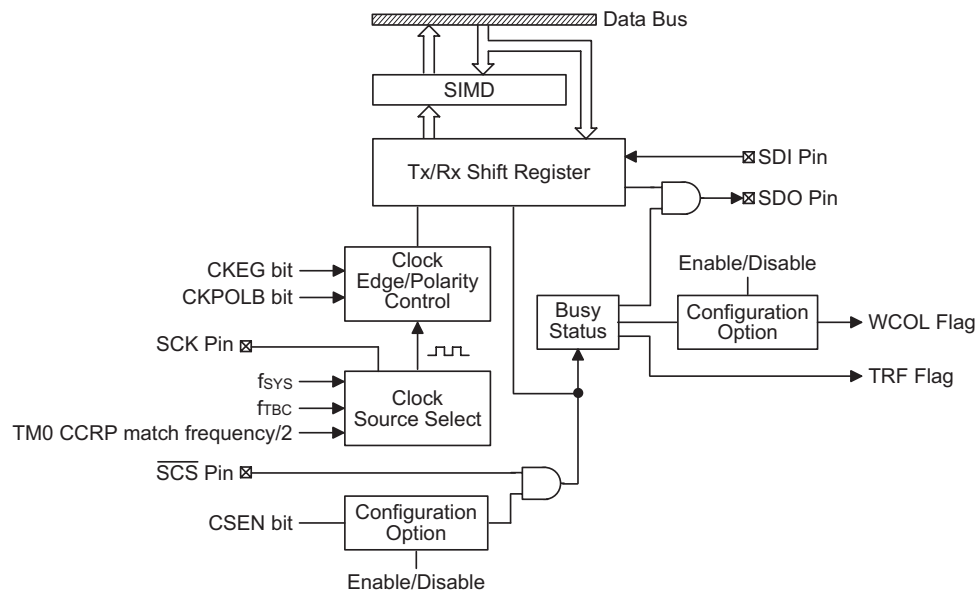 Data Bus
SIMD
Tx/Rx Shift Register
SDI Pin
SDO Pin
CKEG bit
CKPOLB bit
Clock
Edge/Polarity
Control
Enable/Disable
Busy
Status
Configuration
Option
WCOL Flag
TRF Flag
SCK Pin
fSYS
fTBC
TM0 CCRP match frequency/2
Clock
Source Select
SCS Pin
CSEN bit
Configuration
Option
Enable/Disable